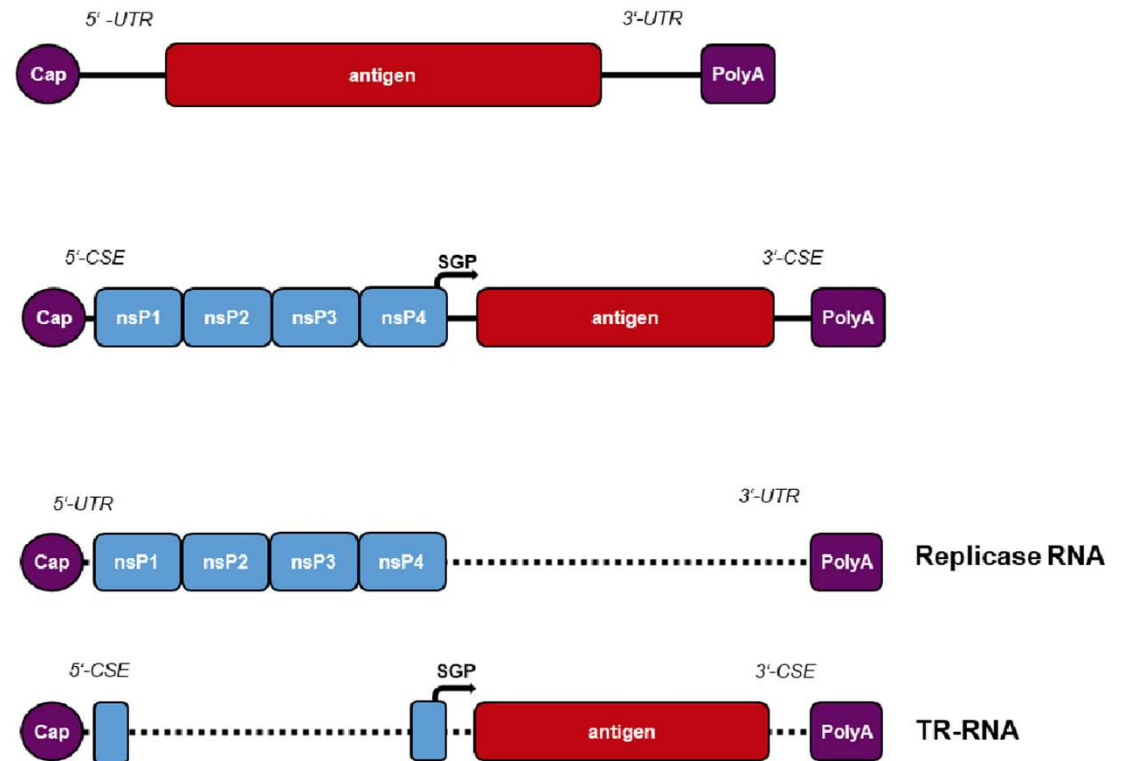 5‘ -UTR 3‘-UTR
Cap antigen PolyA
5‘-CSE SGP 3‘-CSE
Cap nsP1 nsP2 nsP3 nsP4 antigen PolyA
5‘-UTR 3‘-UTR
Cap nsP1 nsP2 nsP3 nsP4 PolyA Replicase RNA
5‘-CSE SGP 3‘-CSE
Cap antigen PolyA TR-RNA